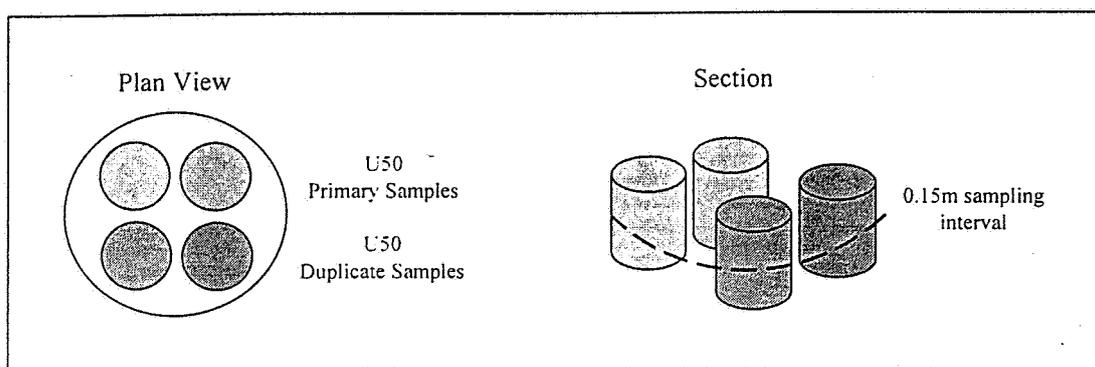 Plan View
U50
Primary Samples
U50
Duplicate Samples
Section
0.15m sampling
interval